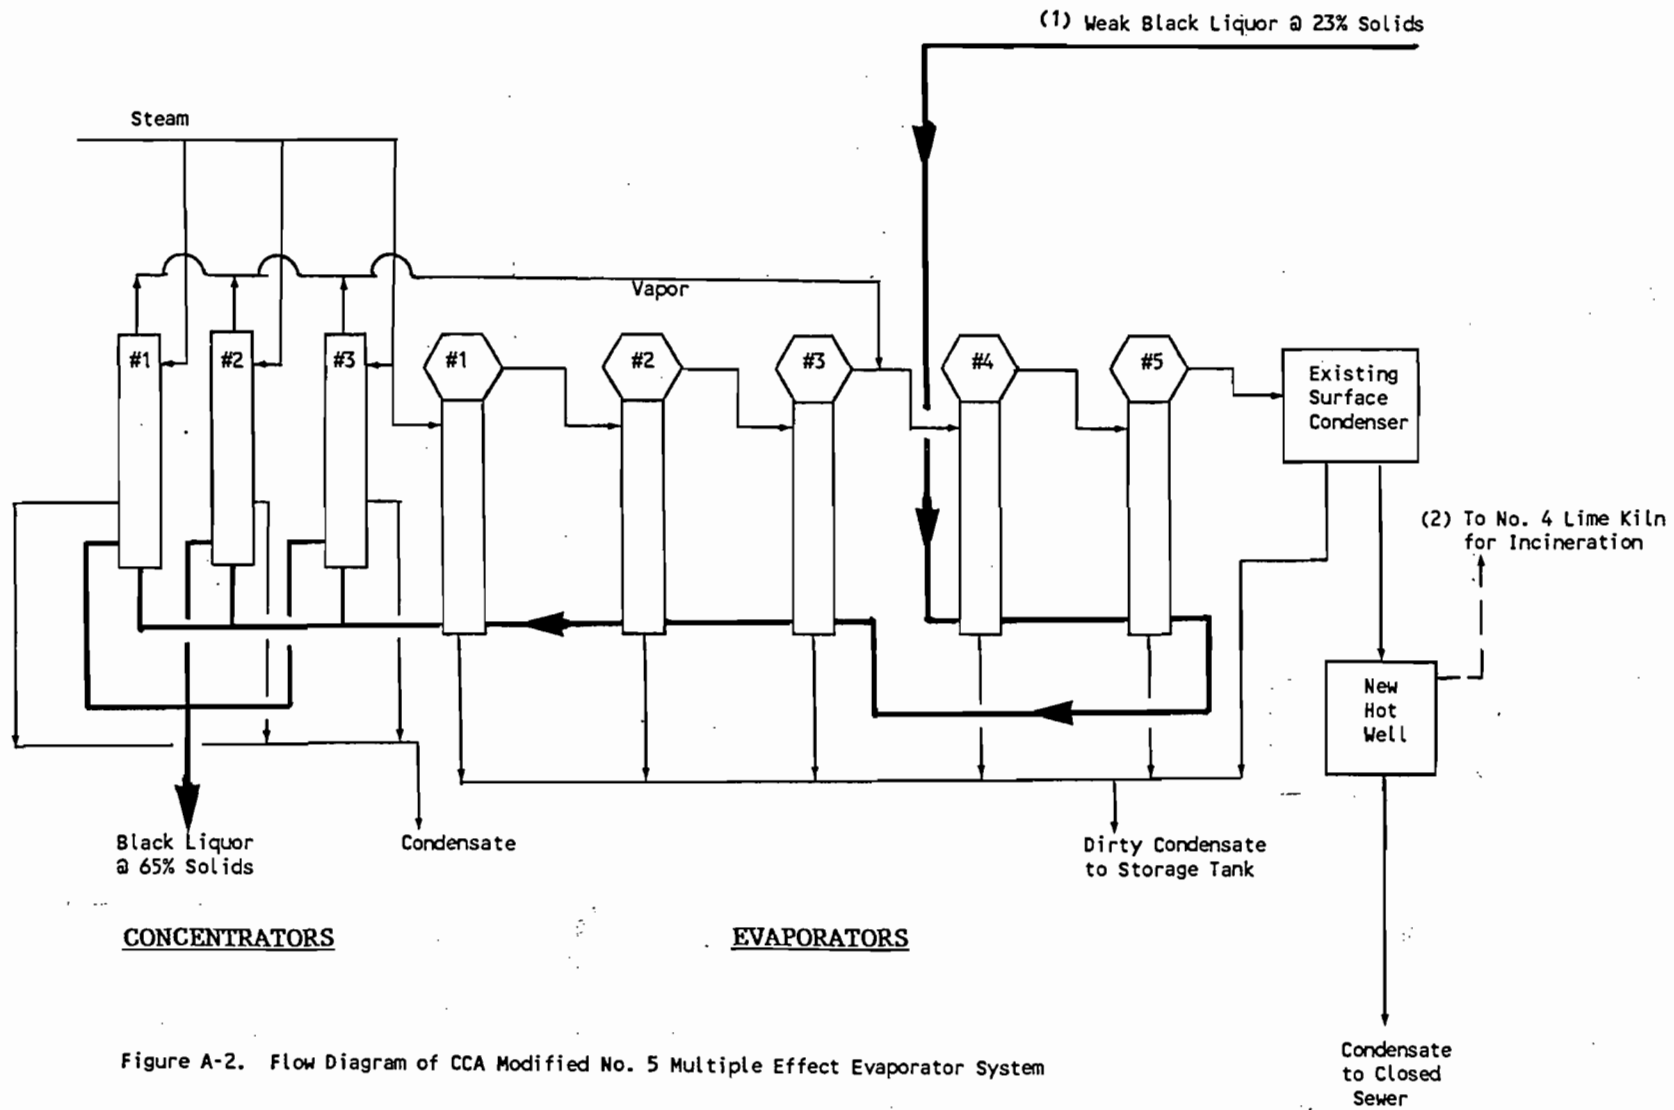 (1) Weak Black Liquor @ 23% Solids
Steam
Vapor
#1
#2
#3
#1
#2
#3
#4
#5
Existing
Surface
Condenser
(2) To No. 4 Lime Kiln
for Incineration
New
Hot
Well
Black Liquor
@ 65% Solids
Condensate
Dirty Condensate
to Storage Tank
CONCENTRATORS
EVAPORATORS
Condensate
to Closed
Sewer
Figure A-2. Flow Diagram of CCA Modified No. 5 Multiple Effect Evaporator System